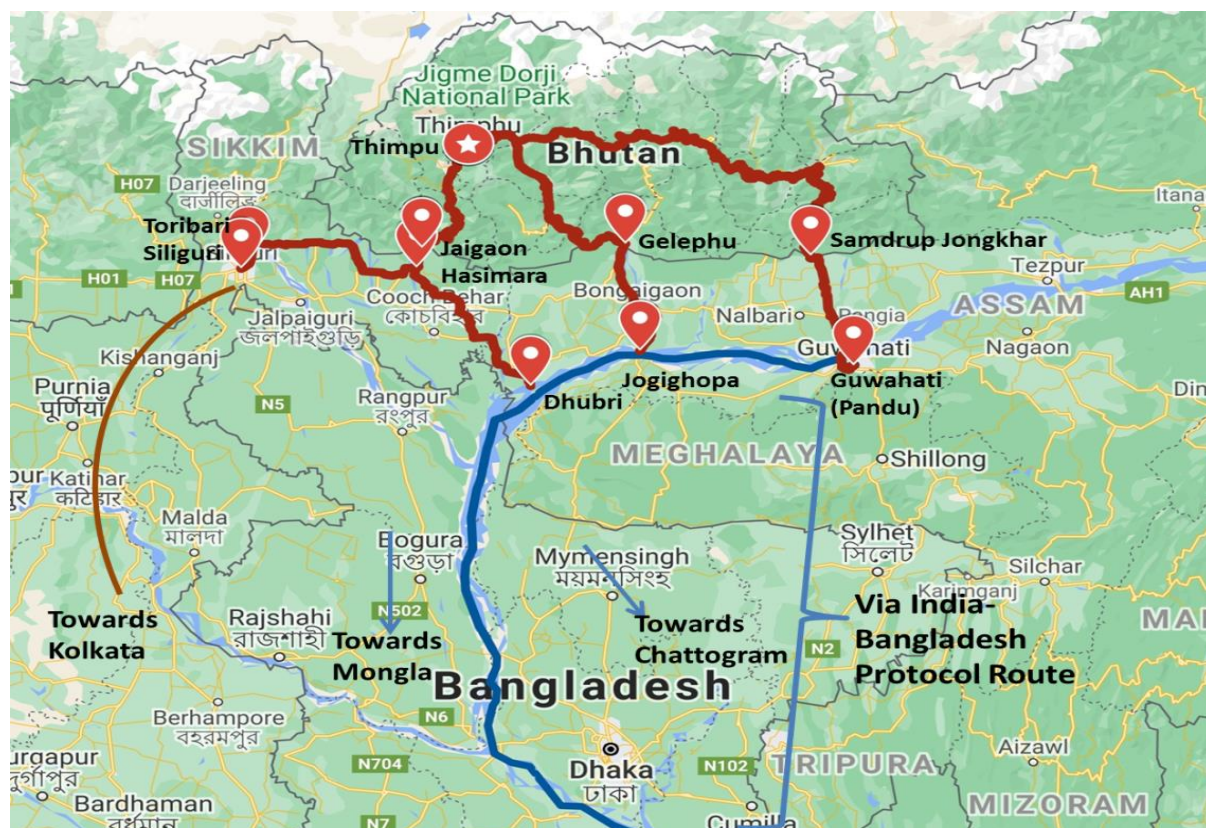 Jigme Dorji
National Park
Thimphu
Thimpu
Bhutan
SIKKIM
H07
Darjeeling
Itana
Toribari
Siliguri
Jaigaon
Hasimara
Gelephu
Samdrup Jongkhar
Tezpur
H01
H07
Cooch Behar
কোচবিহার
Bongaigaon
Nalbari
ASSAM
AH1
Jalpaiguri
জলপাইগুড়ি
Guwahati
Nagaon
Kishanganj
Dhubri
Jogighopa
Guwahati
(Pandu)
Purnia
पूर्णियाँ
N5
Rangpur
রংপুর
MEGHALAYA
Shillong
Katihar
कटिहार
Malda
মালদা
Bogura
বগুড়া
Mymensingh
ময়মনসিংহ
Sylhet
সিলেট
Silchar
Karimganj
Towards
Kolkata
Rajshahi
রাজশাহী
N502
Towards
Mongla
Towards
Chattogram
N2
Via India-
Bangladesh
Protocol Route
Bangladesh
Berhampore
বহরমপুর
N6
Dhaka
ঢাকা
N704
N102
TRIPURA
Aizawl
MIZORAM
Bardhaman
বর্ধমান
N7
Cumilla